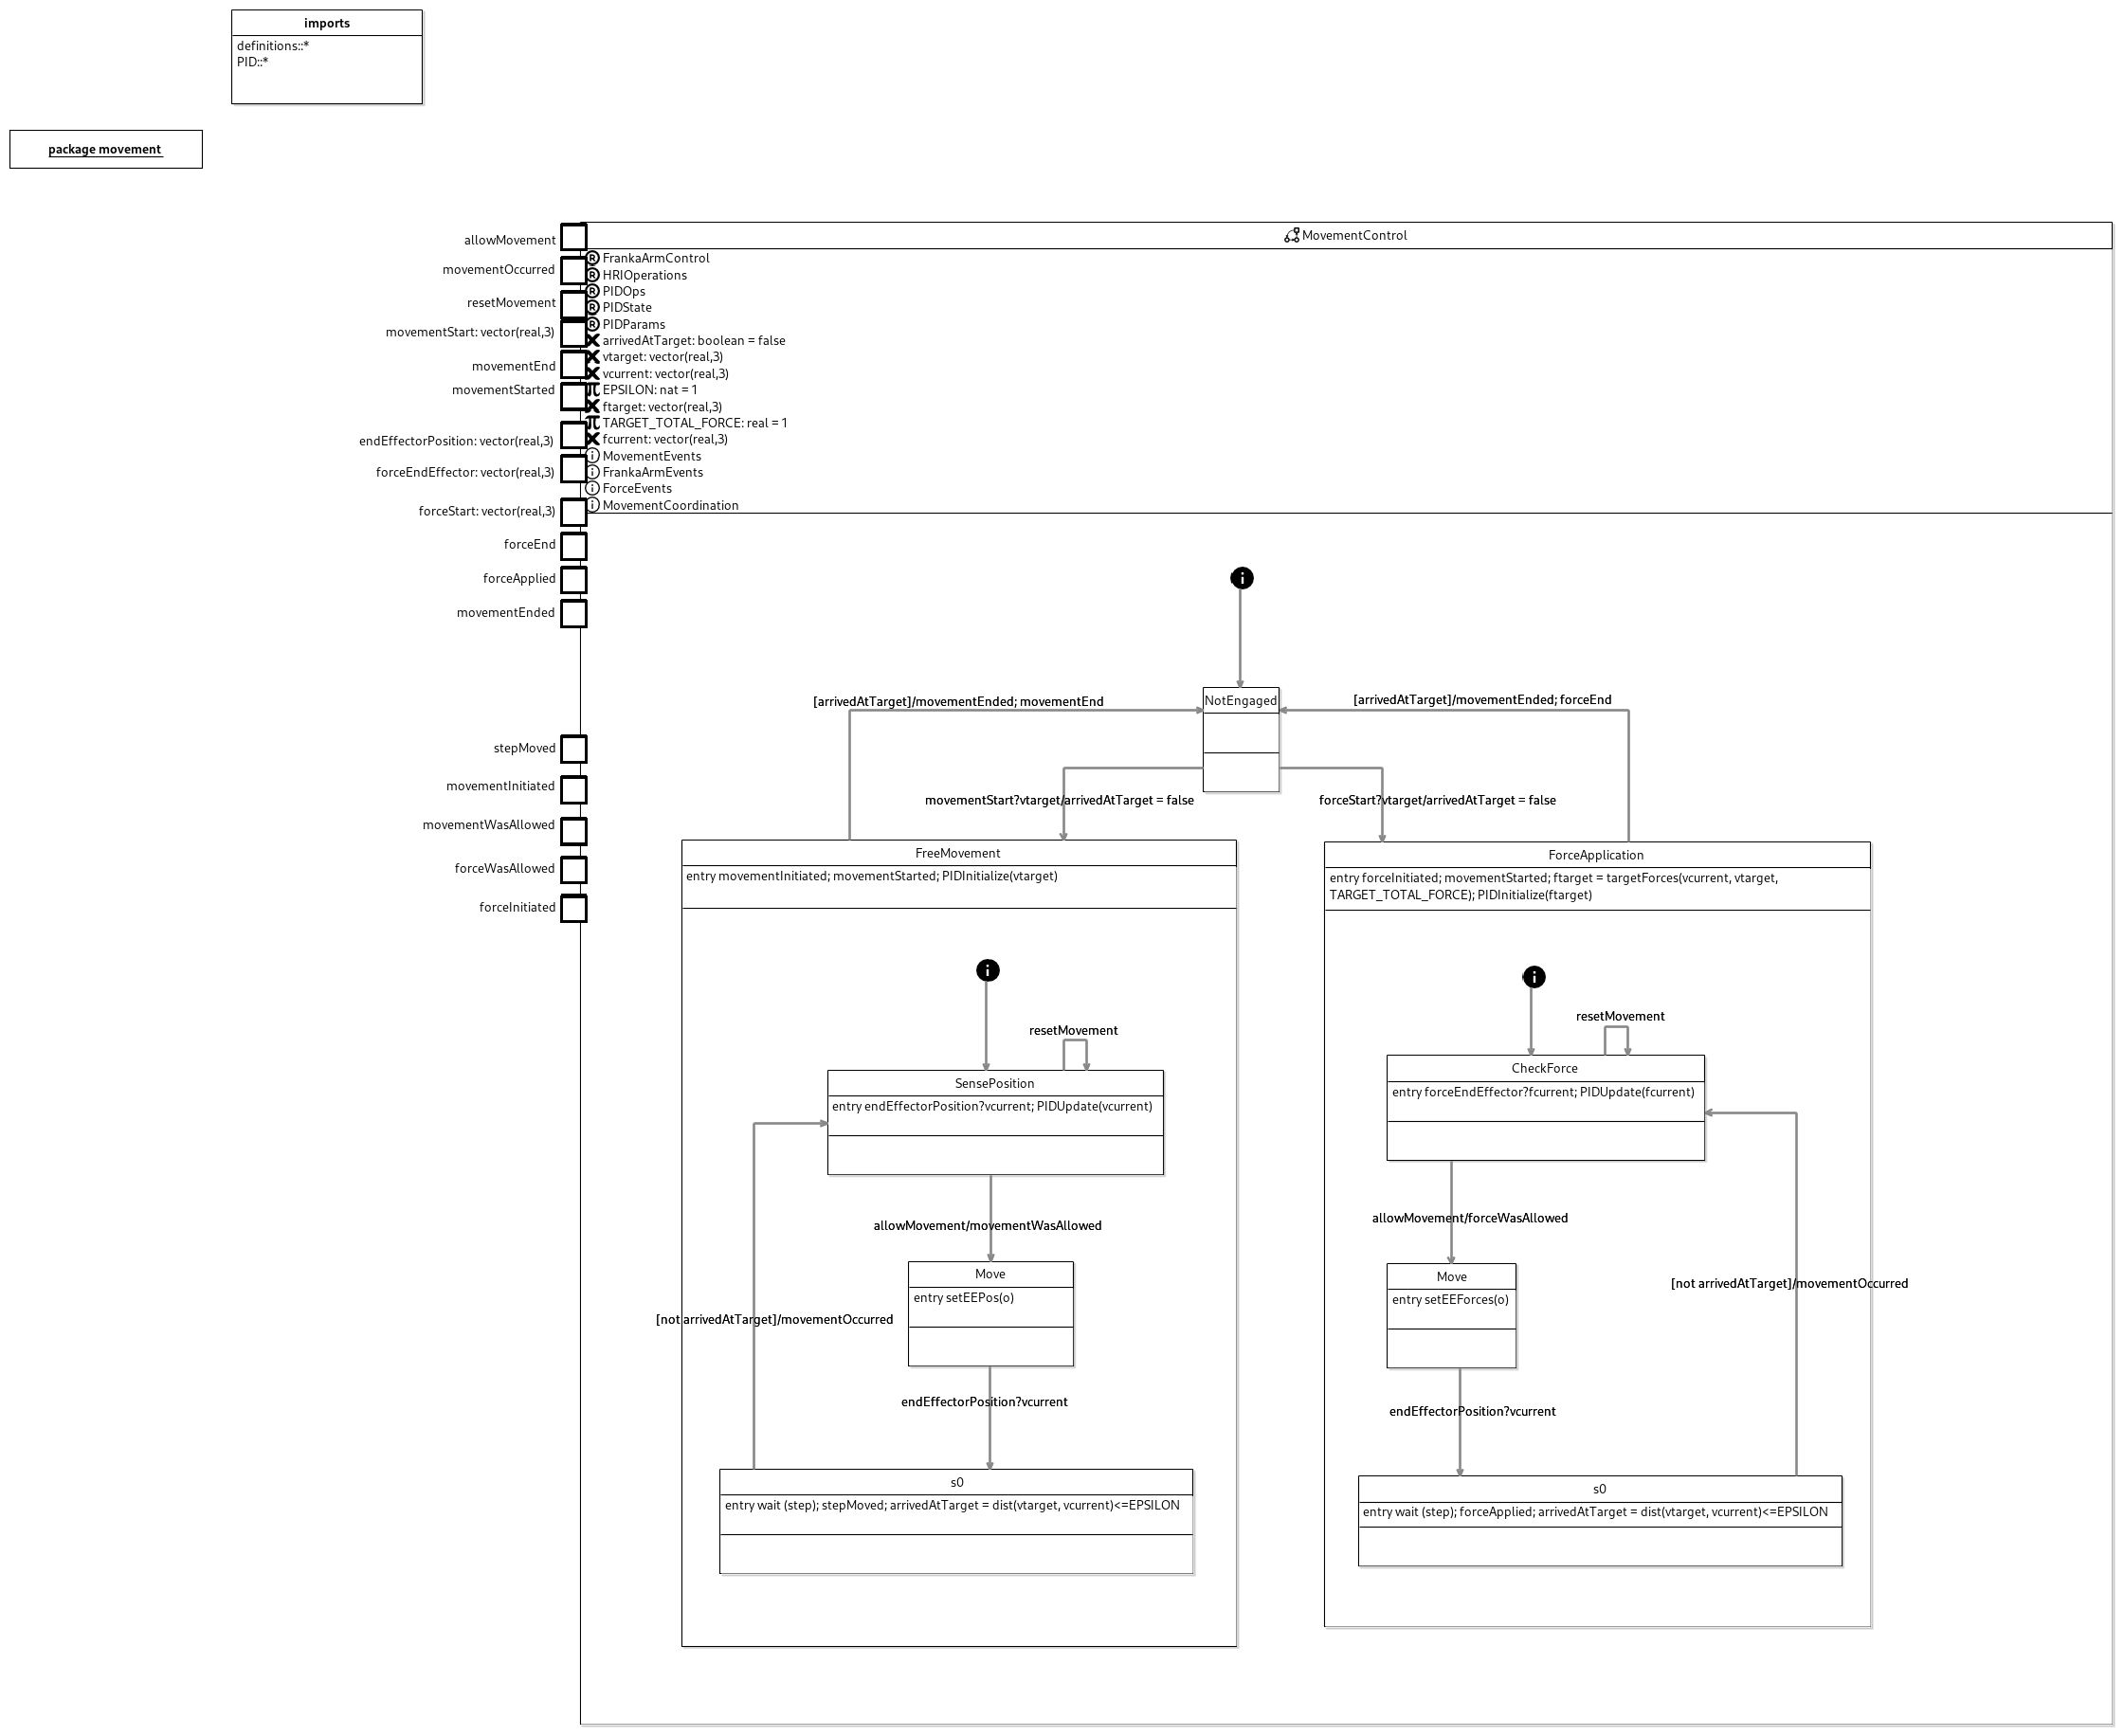 imports
definitions::*
PID::*
package movement
MovementControl
allowMovement
movementOccurred
resetMovement
movementStart: vector(real,3)
movementEnd
movementStarted
endEffectorPosition: vector(real,3)
forceEndEffector: vector(real,3)
forceStart: vector(real,3)
forceEnd
forceApplied
movementEnded
stepMoved
movementInitiated
movementWasAllowed
forceWasAllowed
forceInitiated
R FrankaArmControl
R HRIOperations
R PIDOps
R PIDState
R PIDParams
X arrivedAtTarget: boolean = false
X vtarget: vector(real,3)
X vcurrent: vector(real,3)
π EPSILON: nat = 1
X ftarget: vector(real,3)
π TARGET_TOTAL_FORCE: real = 1
X fcurrent: vector(real,3)
i MovementEvents
i FrankaArmEvents
i ForceEvents
i MovementCoordination
i
NotEngaged
[arrivedAtTarget]/movementEnded; movementEnd
[arrivedAtTarget]/movementEnded; forceEnd
movementStart?vtarget/arrivedAtTarget = false
forceStart?vtarget/arrivedAtTarget = false
FreeMovement
entry movementInitiated; movementStarted; PIDInitialize(vtarget)
i
resetMovement
SensePosition
entry endEffectorPosition?vcurrent; PIDUpdate(vcurrent)
allowMovement/movementWasAllowed
Move
entry setEEPos(o)
[not arrivedAtTarget]/movementOccurred
endEffectorPosition?vcurrent
s0
entry wait (step); stepMoved; arrivedAtTarget = dist(vtarget, vcurrent)<=EPSILON
ForceApplication
entry forceInitiated; movementStarted; ftarget = targetForces(vcurrent, vtarget,
TARGET_TOTAL_FORCE); PIDInitialize(ftarget)
i
resetMovement
CheckForce
entry forceEndEffector?fcurrent; PIDUpdate(fcurrent)
allowMovement/forceWasAllowed
Move
entry setEEForces(o)
[not arrivedAtTarget]/movementOccurred
endEffectorPosition?vcurrent
s0
entry wait (step); forceApplied; arrivedAtTarget = dist(vtarget, vcurrent)<=EPSILON